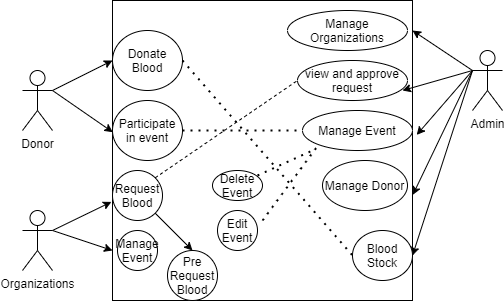 Manage
Organizations
Donate
Blood
view and approve
request
Admin
Donor
Participate
in event
Manage Event
Request
Blood
Delete
Event
Manage Donor
Edit
Event
Organizations
Manage
Event
Pre
Request
Blood
Blood
Stock